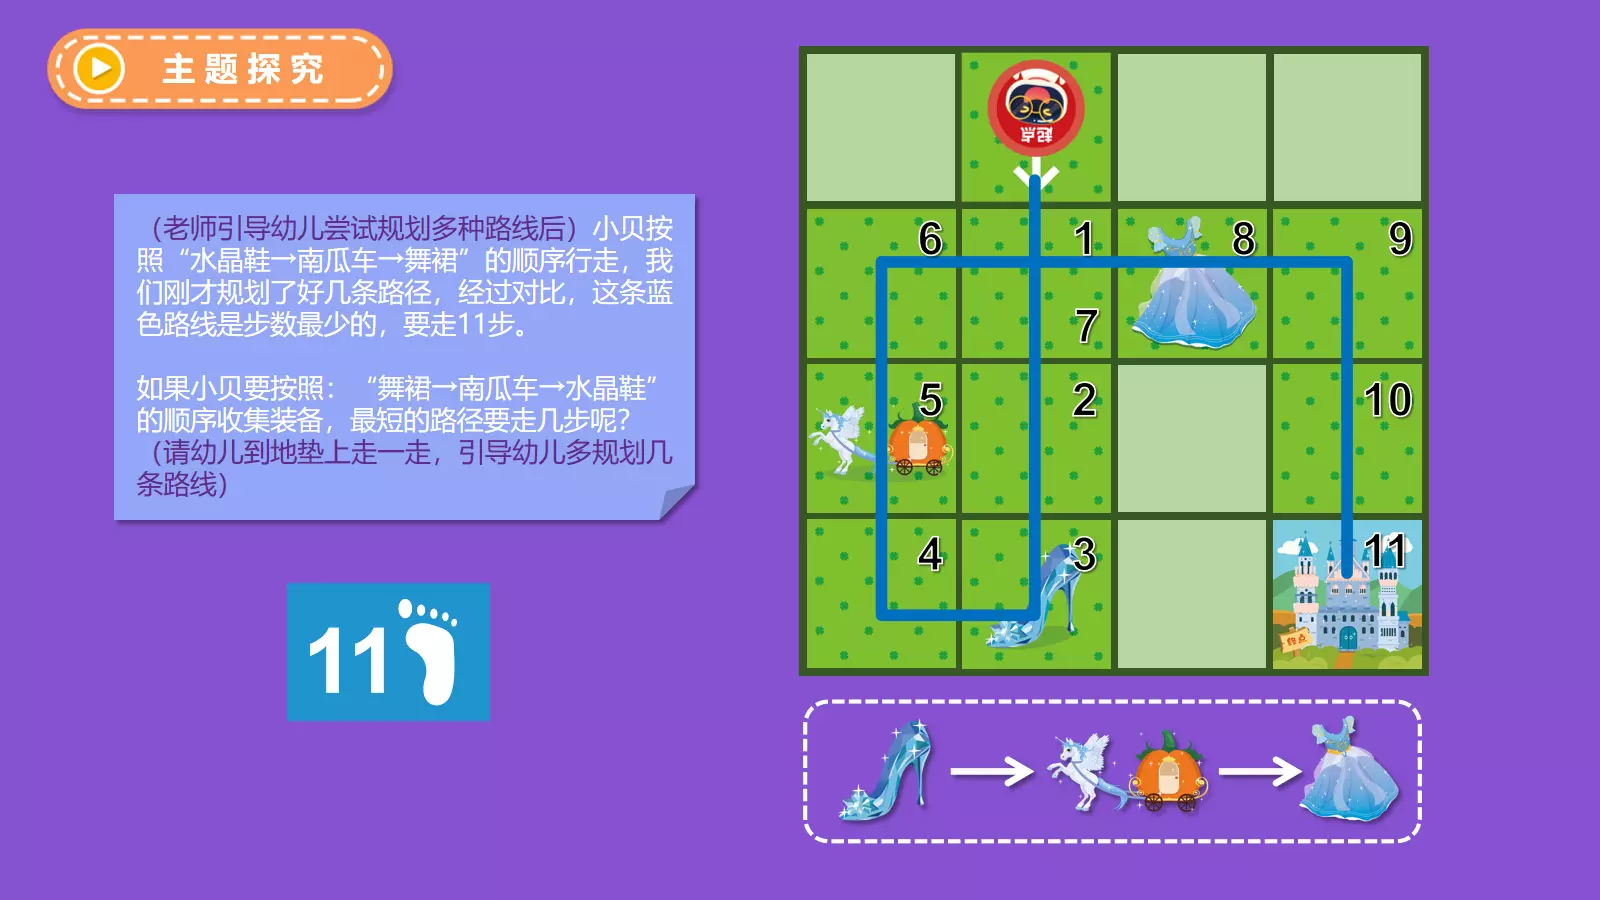 主题探究
（老师引导幼儿尝试规划多种路线后）小贝按
照“水晶鞋→南瓜车→舞裙”的顺序行走，我
们刚才规划了好几条路径，经过对比，这条蓝
色路线是步数最少的，要走11步。
如果小贝要按照：“舞裙→南瓜车→水晶鞋”
的顺序收集装备，最短的路径要走几步呢？
（请幼儿到地垫上走一走，引导幼儿多规划几
条路线）
11
起点
6 1 8 9
7
5 2 10
4 3 11
终点